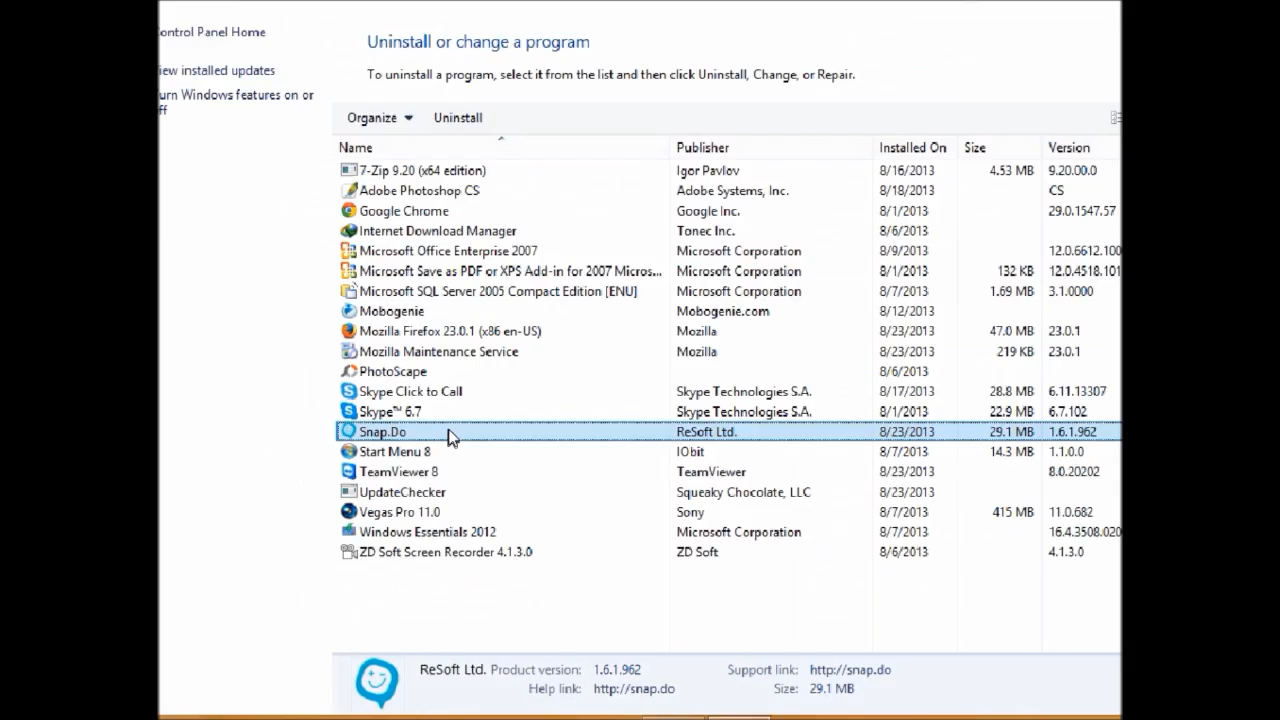 ontrol Panel Home
iew installed updates
urn Windows features on or
ff
Uninstall or change a program
To uninstall a program, select it from the list and then click Uninstall, Change, or Repair.
Organize Uninstall
Name Publisher Installed On Size Version
7-Zip 9.20 (x64 edition) Igor Pavlov 8/16/2013 4.53 MB 9.20.00.0
Adobe Photoshop CS Adobe Systems, Inc. 8/18/2013 CS
Google Chrome Google Inc. 8/1/2013 29.0.1547.57
Internet Download Manager Tonec Inc. 8/6/2013
Microsoft Office Enterprise 2007 Microsoft Corporation 8/9/2013 12.0.6612.100
Microsoft Save as PDF or XPS Add-in for 2007 Micros... Microsoft Corporation 8/1/2013 132 KB 12.0.4518.101
Microsoft SQL Server 2005 Compact Edition [ENU] Microsoft Corporation 8/7/2013 1.69 MB 3.1.0000
Mobogenie Mobogenie.com 8/12/2013
Mozilla Firefox 23.0.1 (x86 en-US) Mozilla 8/23/2013 47.0 MB 23.0.1
Mozilla Maintenance Service Mozilla 8/23/2013 219 KB 23.0.1
PhotoScape 8/6/2013
Skype Click to Call Skype Technologies S.A. 8/17/2013 28.8 MB 6.11.13307
Skype™ 6.7 Skype Technologies S.A. 8/1/2013 22.9 MB 6.7.102
Snap.Do ReSoft Ltd. 8/23/2013 29.1 MB 1.6.1.962
Start Menu 8 IObit 8/7/2013 14.3 MB 1.1.0.0
TeamViewer 8 TeamViewer 8/23/2013 8.0.20202
UpdateChecker Squeaky Chocolate, LLC 8/23/2013
Vegas Pro 11.0 Sony 8/7/2013 415 MB 11.0.682
Windows Essentials 2012 Microsoft Corporation 8/7/2013 16.4.3508.020
ZD Soft Screen Recorder 4.1.3.0 ZD Soft 8/6/2013 4.1.3.0
ReSoft Ltd. Product version: 1.6.1.962 Support link: http://snap.do
Help link: http://snap.do Size: 29.1 MB